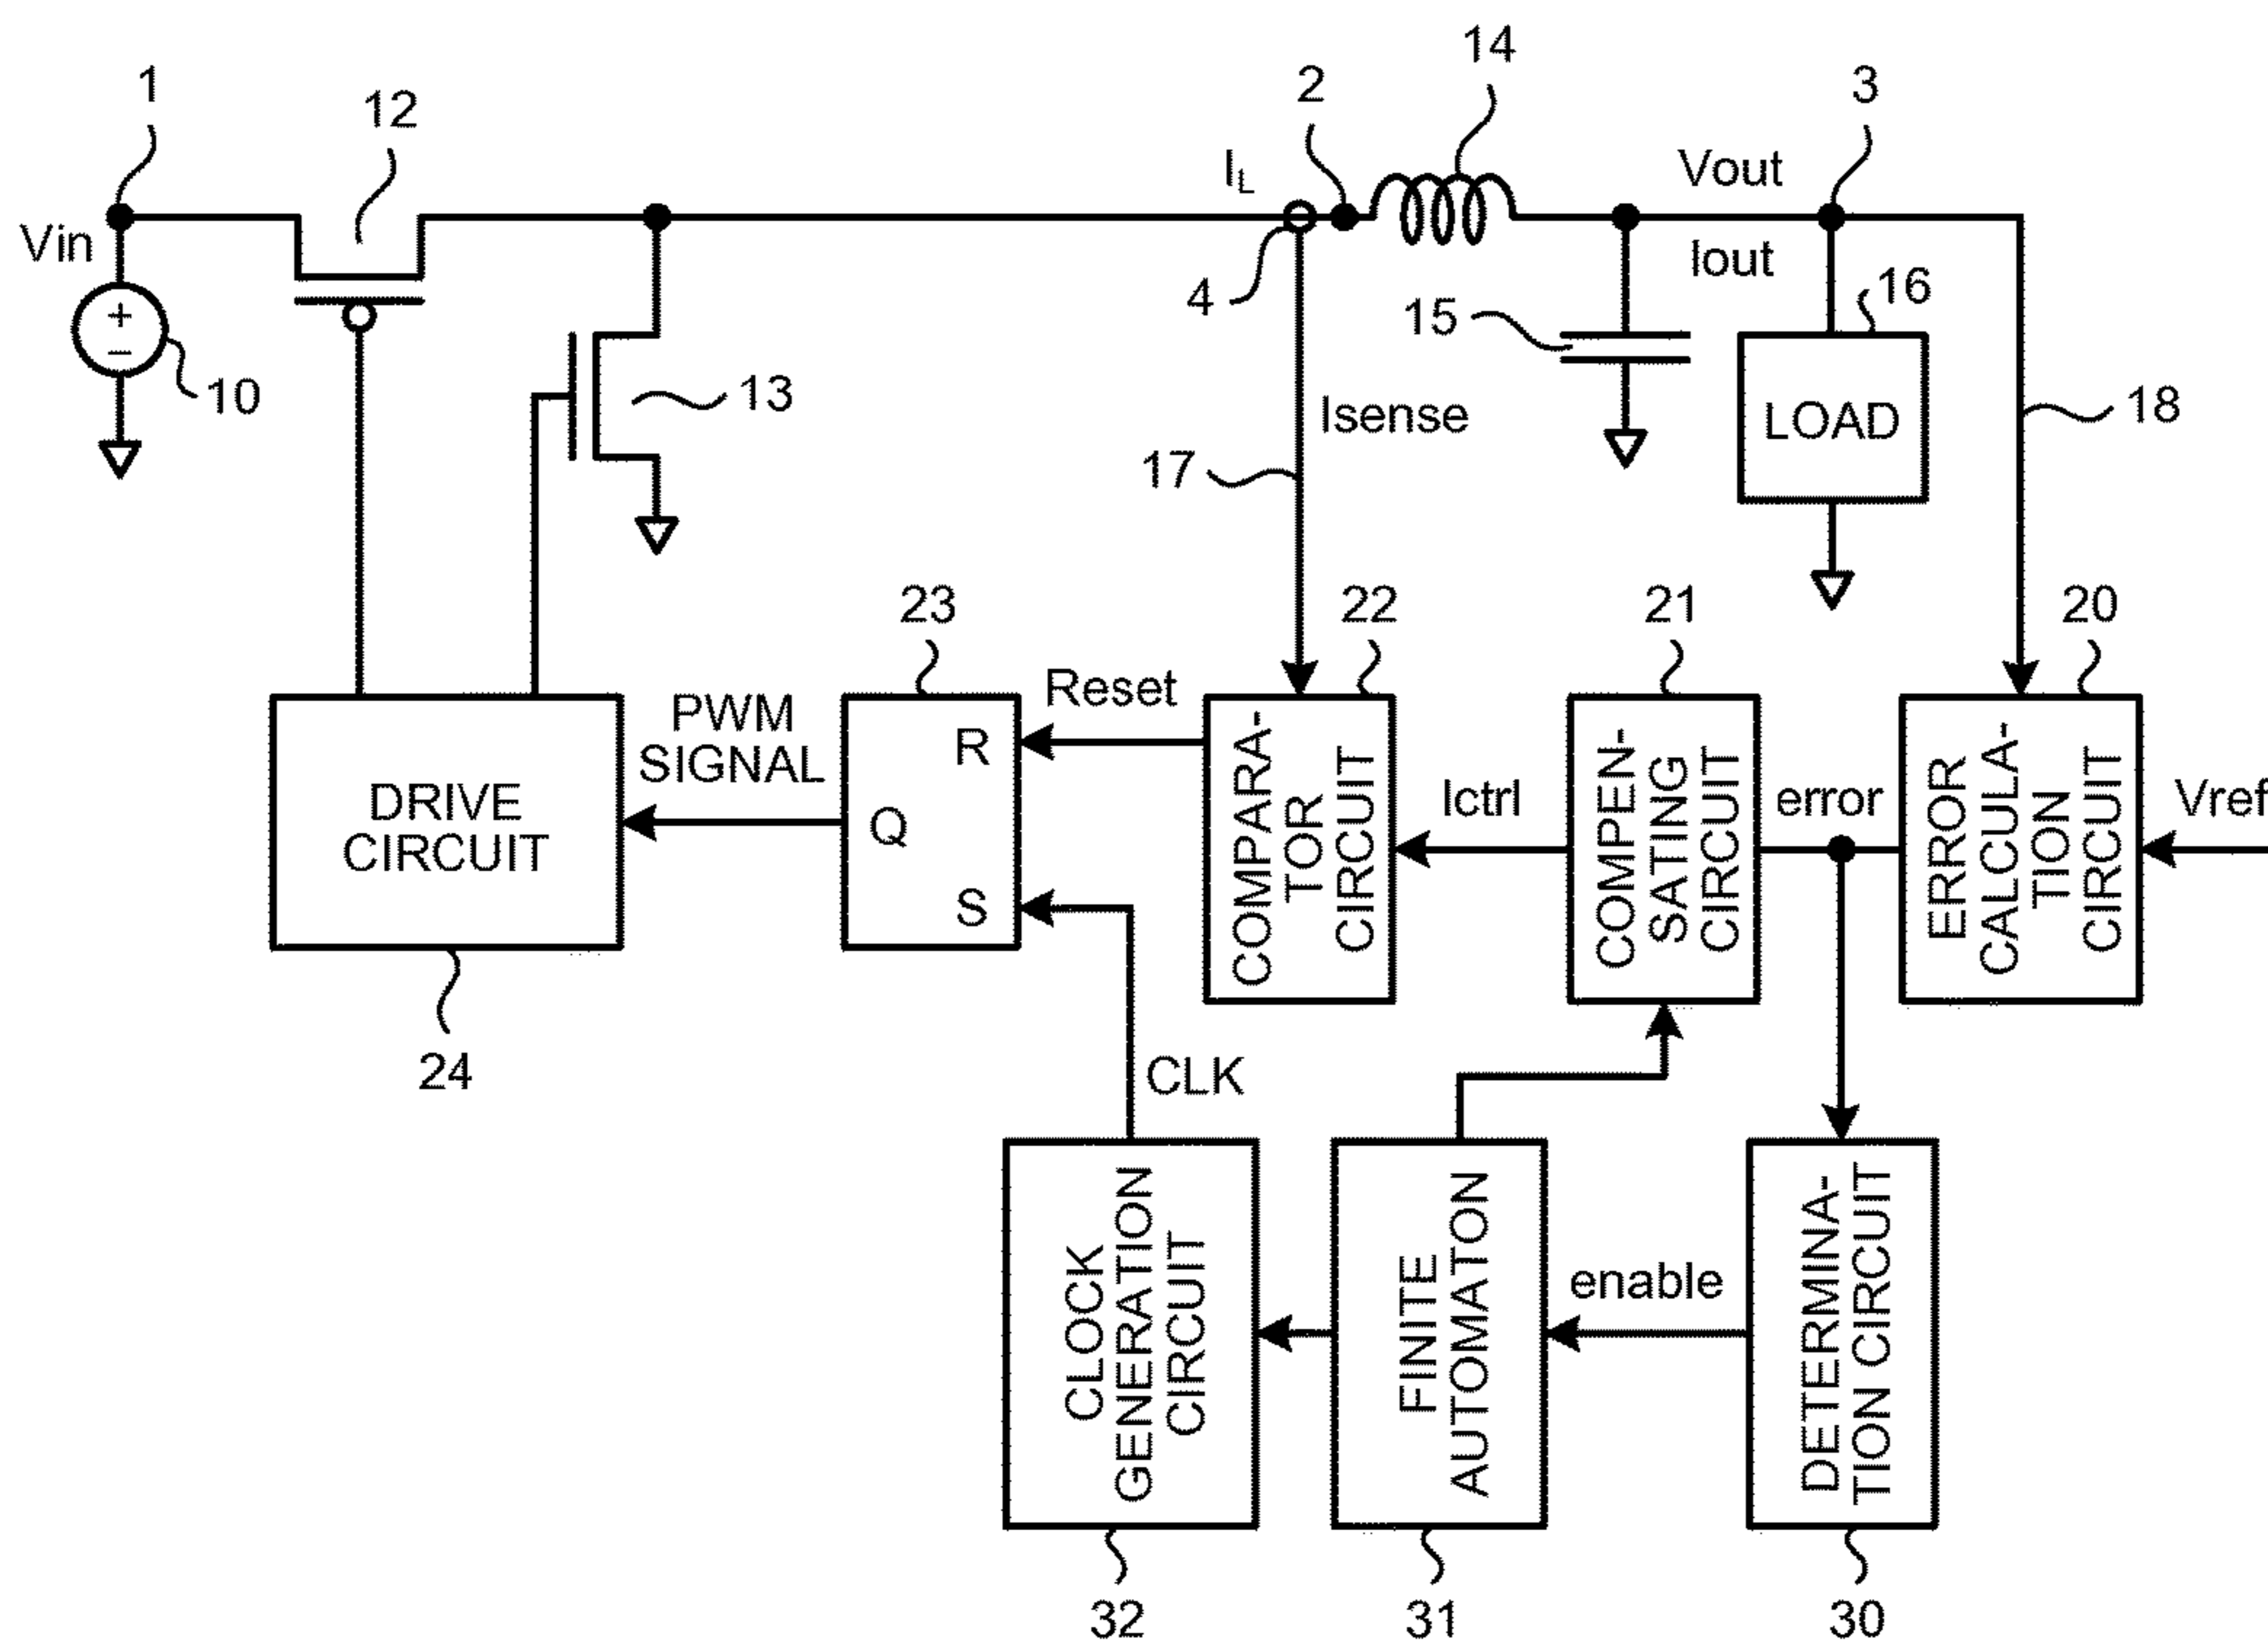 14
1
2
3
12
I_L
Vout
Vin
Iout
4
16
15
+
−
10
13
Isense
LOAD
18
17
23
22
21
20
Reset
PWM
SIGNAL
R
Q
S
DRIVE
CIRCUIT
COMPARA-
TOR
CIRCUIT
Ictrl
COMPEN-
SATING
CIRCUIT
error
ERROR
CALCULA-
TION
CIRCUIT
Vref
24
CLK
CLOCK
GENERATION
CIRCUIT
FINITE
AUTOMATON
enable
DETERMINA-
TION CIRCUIT
32
31
30